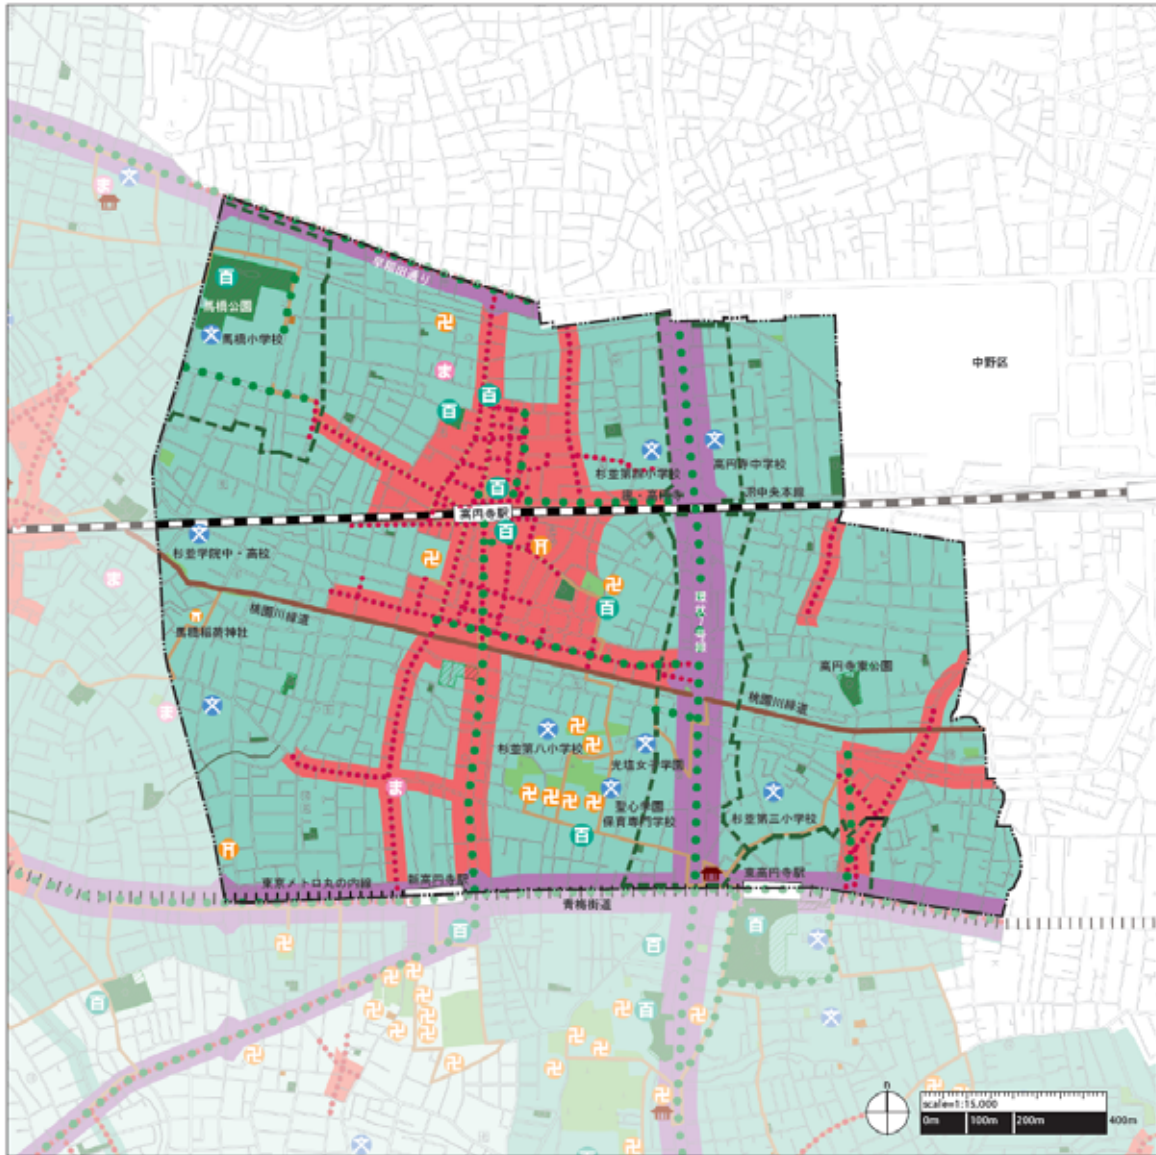 早稲田通り
馬橋公園
馬橋小学校
中野区
杉並第四小学校
高円寺中学校
JR中央本線
高円寺駅
杉並学院中・高校
桃園川緑道
馬橋稲荷神社
環状7号線
高円寺東公園
桃園川緑道
杉並第八小学校
光塩女子学園
聖心学園
保育専門学校
杉並第三小学校
東京メトロ丸の内線
新高円寺駅
東高円寺駅
青梅街道
n
scale=1:15,000
0m 100m 200m 400m